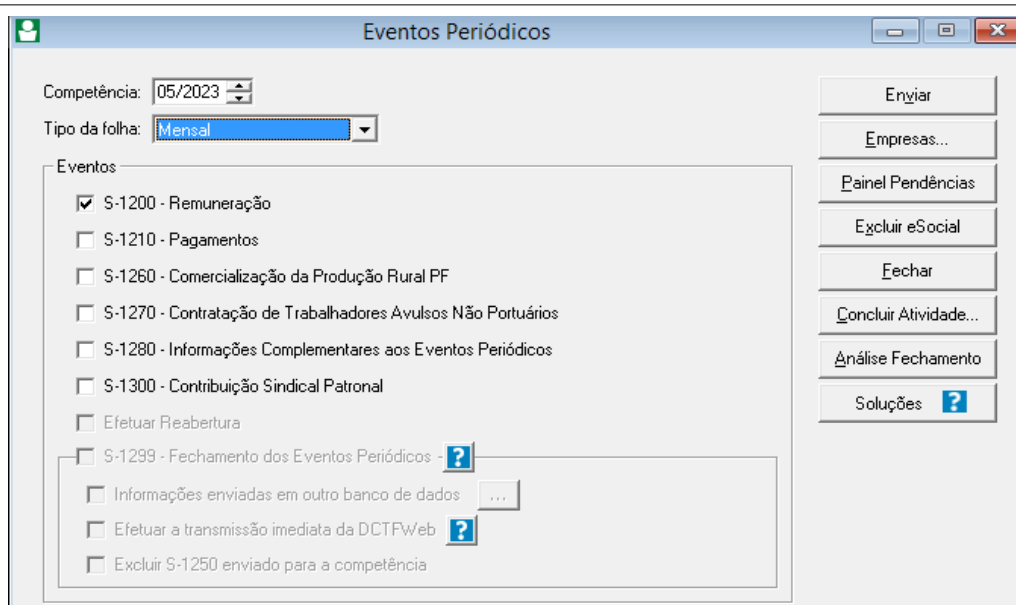 Eventos Periódicos
Competência: 05/2023
Tipo da folha: Mensal
Eventos
S-1200 - Remuneração
S-1210 - Pagamentos
S-1260 - Comercialização da Produção Rural PF
S-1270 - Contratação de Trabalhadores Avulsos Não Portuários
S-1280 - Informações Complementares aos Eventos Periódicos
S-1300 - Contribuição Sindical Patronal
Efetuar Reabertura
S-1299 - Fechamento dos Eventos Periódicos - ?
Informações enviadas em outro banco de dados ...
Efetuar a transmissão imediata da DCTFWeb ?
Excluir S-1250 enviado para a competência
Enviar
Empresas...
Painel Pendências
Excluir eSocial
Fechar
Concluir Atividade...
Análise Fechamento
Soluções ?